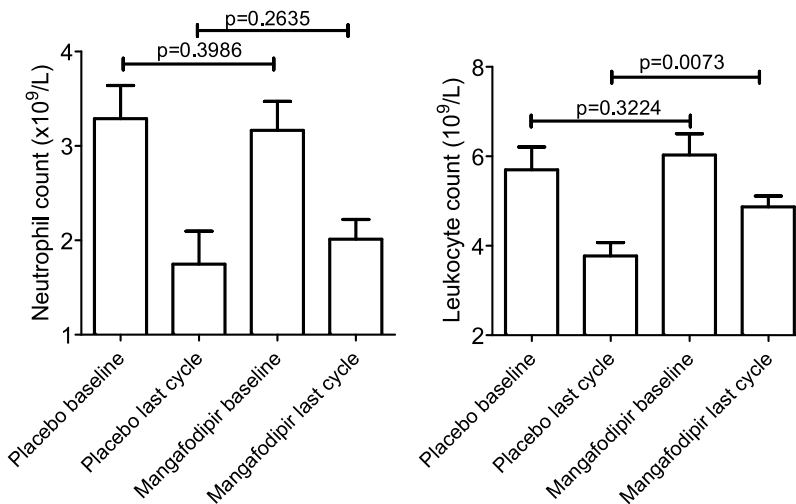 p=0.2635
p=0.3986
Neutrophil count (x10⁹/L)
4
3
2
1
Placebo baseline
Placebo last cycle
Mangafodipir baseline
Mangafodipir last cycle
p=0.0073
p=0.3224
Leukocyte count (10⁹/L)
8
6
4
2
Placebo baseline
Placebo last cycle
Mangafodipir baseline
Mangafodipir last cycle